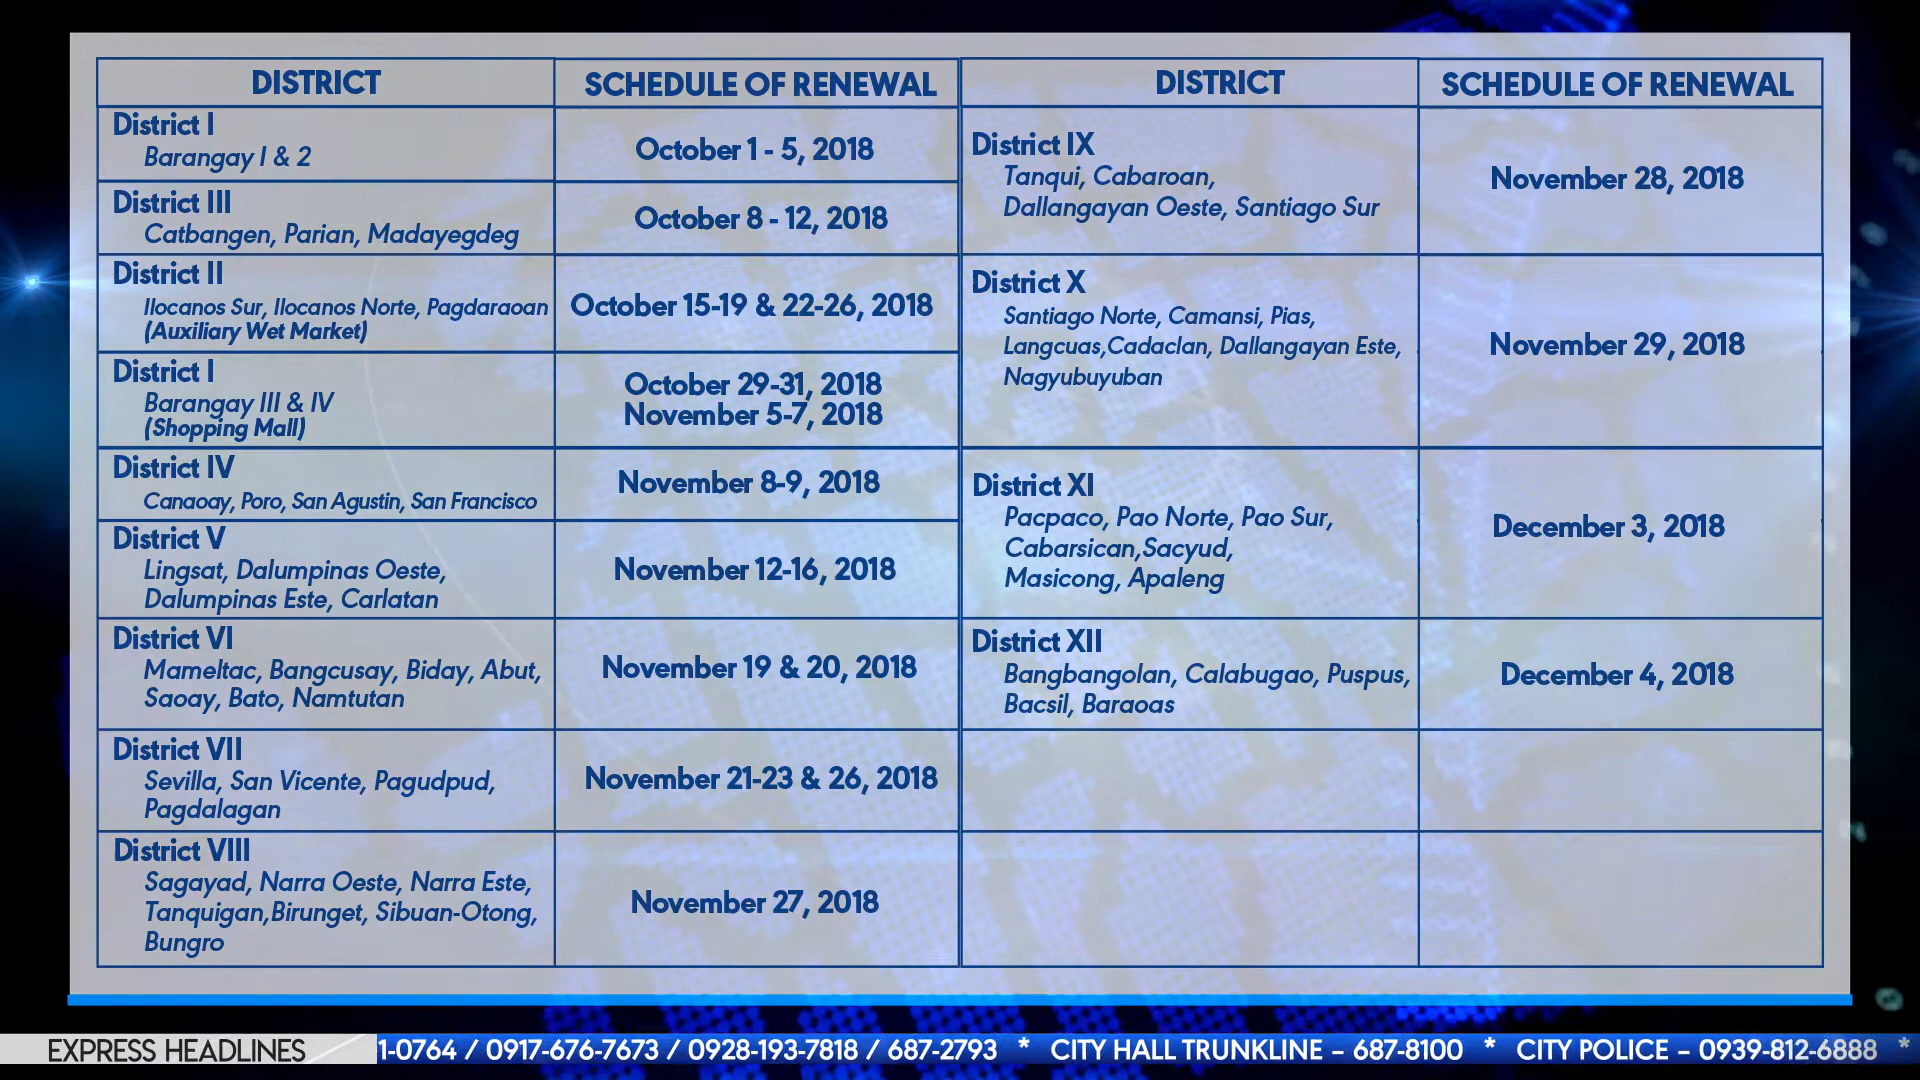 DISTRICT
SCHEDULE OF RENEWAL
District I
Barangay I & 2
October 1 - 5, 2018
District III
Catbangen, Parian, Madayegdeg
October 8 - 12, 2018
District II
Ilocanos Sur, Ilocanos Norte, Pagdaraoan
(Auxiliary Wet Market)
October 15-19 & 22-26, 2018
District I
Barangay III & IV
(Shopping Mall)
October 29-31, 2018
November 5-7, 2018
District IV
Canaoay, Poro, San Agustin, San Francisco
November 8-9, 2018
District V
Lingsat, Dalumpinas Oeste,
Dalumpinas Este, Carlatan
November 12-16, 2018
District VI
Mameltac, Bangcusay, Biday, Abut,
Saoay, Bato, Namtutan
November 19 & 20, 2018
District VII
Sevilla, San Vicente, Pagudpud,
Pagdalagan
November 21-23 & 26, 2018
District VIII
Sagayad, Narra Oeste, Narra Este,
Tanquigan,Birunget, Sibuan-Otong,
Bungro
November 27, 2018
DISTRICT
SCHEDULE OF RENEWAL
District IX
Tanqui, Cabaroan,
Dallangayan Oeste, Santiago Sur
November 28, 2018
District X
Santiago Norte, Camansi, Pias,
Langcuas,Cadaclan, Dallangayan Este,
Nagyubuyuban
November 29, 2018
District XI
Pacpaco, Pao Norte, Pao Sur,
Cabarsican,Sacyud,
Masicong, Apaleng
December 3, 2018
District XII
Bangbangolan, Calabugao, Puspus,
Bacsil, Baraoas
December 4, 2018
EXPRESS HEADLINES
1-0764 / 0917-676-7673 / 0928-193-7818 / 687-2793 * CITY HALL TRUNKLINE – 687-8100 * CITY POLICE – 0939-812-6888 *